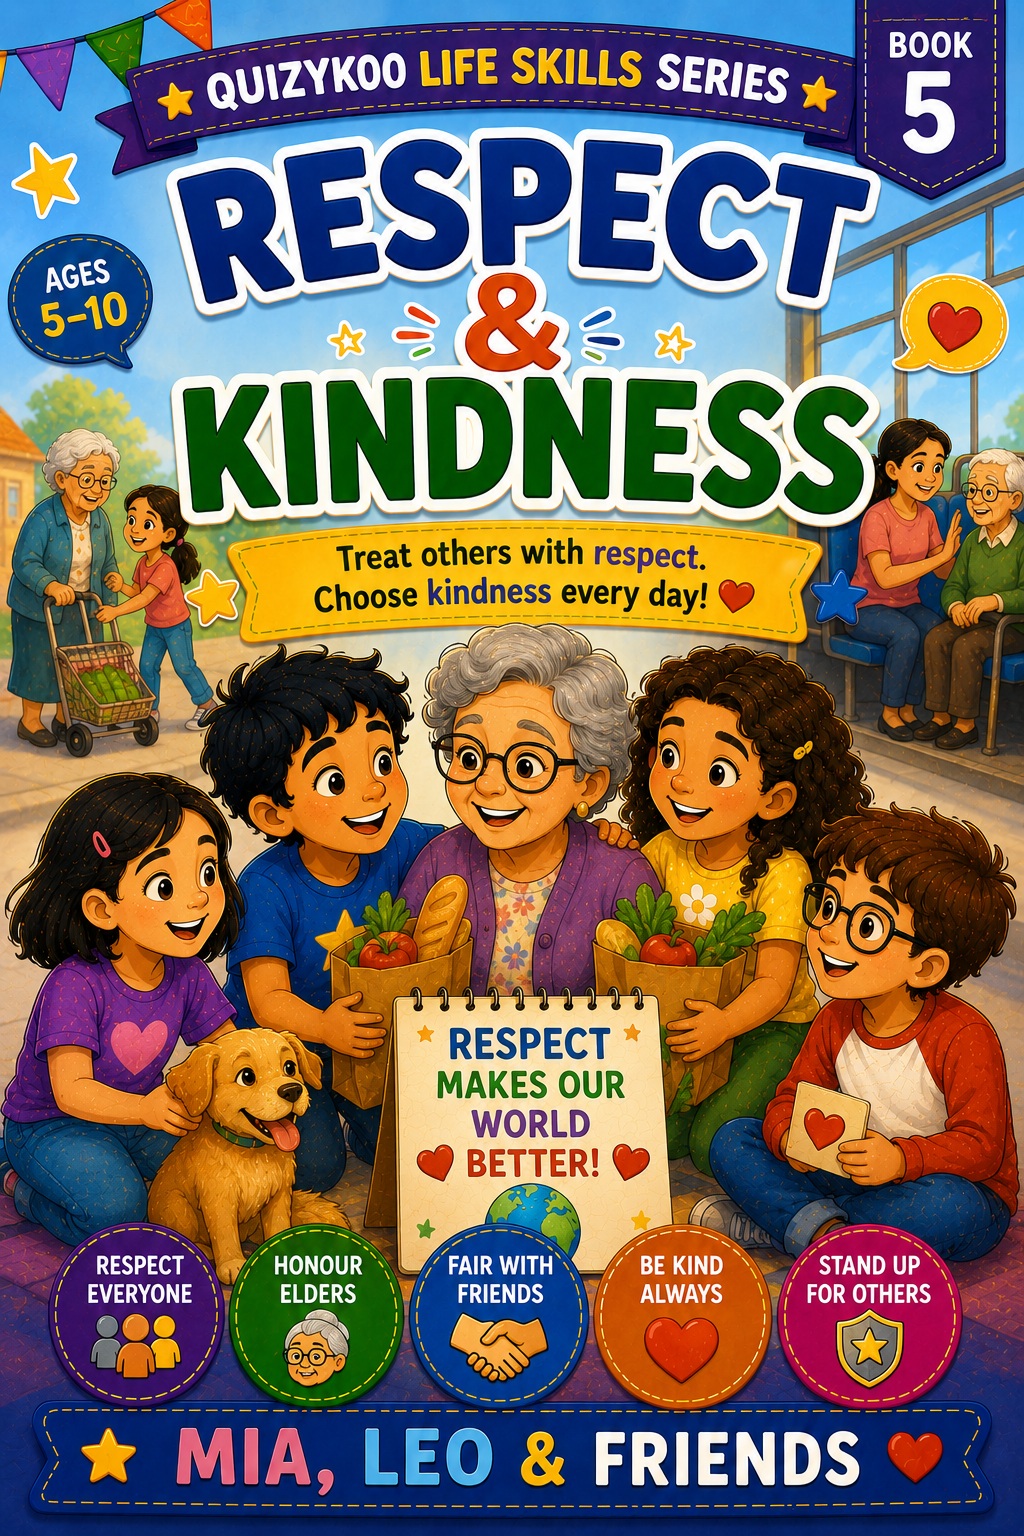 QUIZYKOO LIFE SKILLS SERIES
BOOK
5
RESPECT
&
KINDNESS
AGES
5–10
Treat others with respect.
Choose kindness every day!
RESPECT
MAKES OUR
WORLD
BETTER!
RESPECT
EVERYONE
HONOUR
ELDERS
FAIR WITH
FRIENDS
BE KIND
ALWAYS
STAND UP
FOR OTHERS
MIA, LEO & FRIENDS